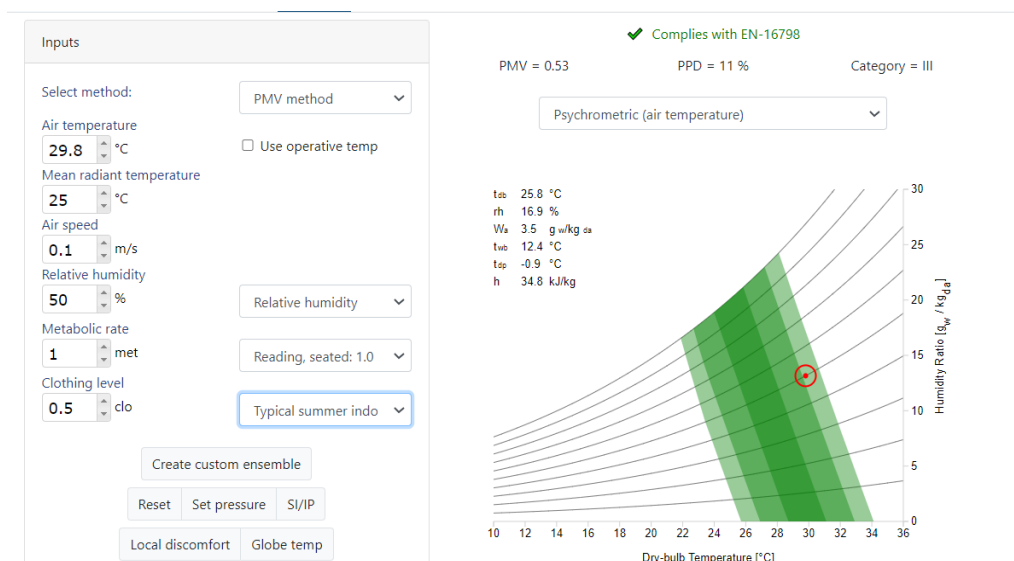 Inputs
Select method:
PMV method
Air temperature
29.8 °C
Use operative temp
Mean radiant temperature
25 °C
Air speed
0.1 m/s
Relative humidity
50 %
Relative humidity
Metabolic rate
1 met
Reading, seated: 1.0
Clothing level
0.5 clo
Typical summer indo
Create custom ensemble
Reset Set pressure SI/IP
Local discomfort Globe temp
Complies with EN-16798
PMV = 0.53 PPD = 11 % Category = III
Psychrometric (air temperature)
tdb 25.8 °C
rh 16.9 %
Wa 3.5 g w/kg da
twb 12.4 °C
tdp -0.9 °C
h 34.8 kJ/kg
30
25
20
15
10
5
0
Humidity Ratio [gw / kgda]
10 12 14 16 18 20 22 24 26 28 30 32 34 36
Dry-bulb Temperature [°C]